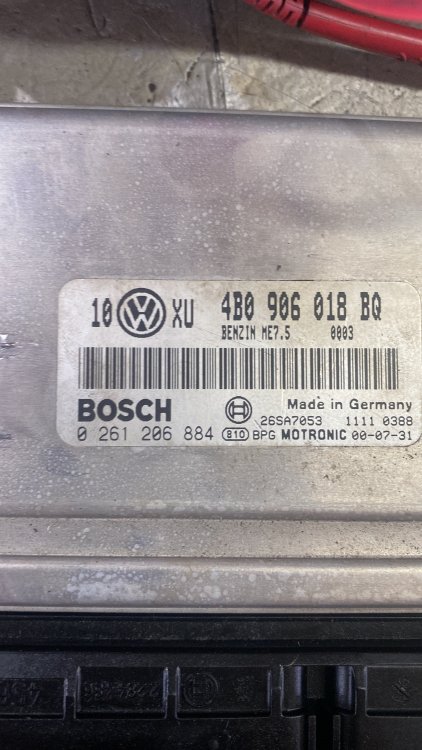 10 VW XU 4B0 906 018 BQ
BENZIN ME7.5 0003
BOSCH Made in Germany
26SA7053 1111 0388
0 261 206 884 810 BPG MOTRONIC 00-07-31